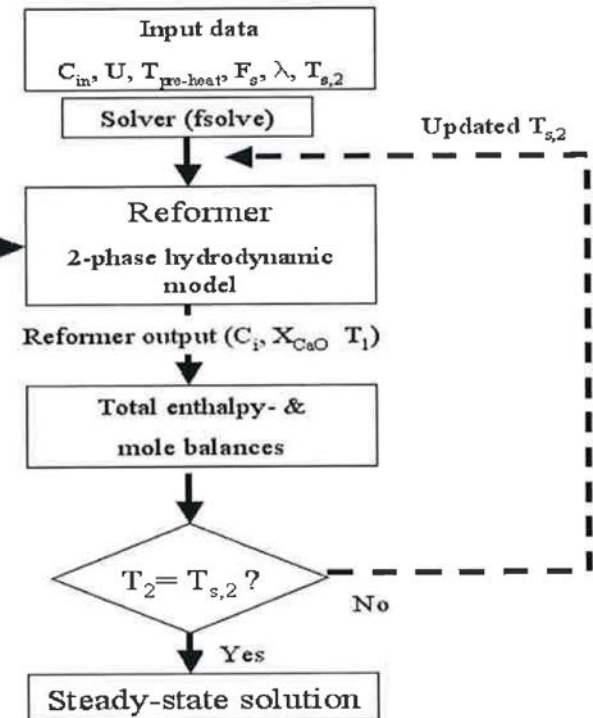 Input data
C_in, U, T_pre-heat, F_s, λ, T_s,2
Solver (fsolve)
Updated T_s,2
Reformer
2-phase hydrodynamic
model
Reformer output (C_i, X_CaO T_1)
Total enthalpy- &
mole balances
T_2= T_s,2 ?
No
Yes
Steady-state solution